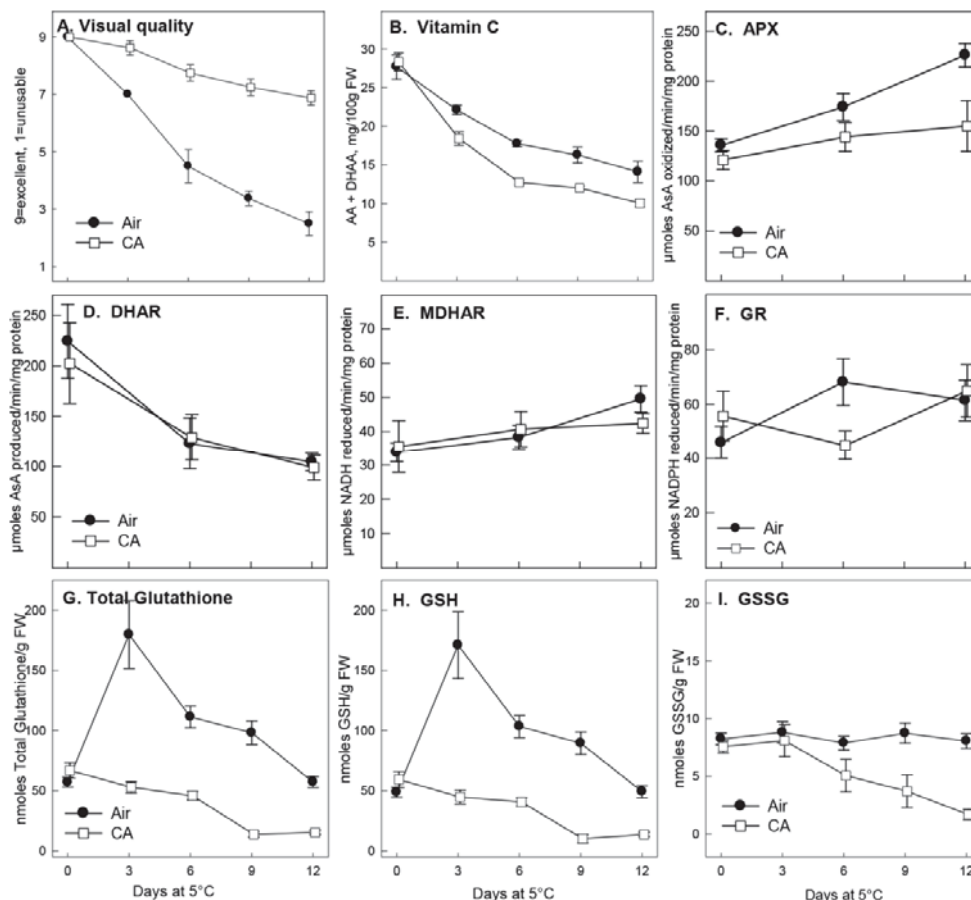 A. Visual quality
9=excellent, 1=unusable
9
7
5
3
1
Air
CA
B. Vitamin C
AA + DHAA, mg/100g FW
30
25
20
15
10
5
Air
CA
C. APX
µmoles AsA oxidized/min/mg protein
250
200
150
100
50
Air
CA
D. DHAR
µmoles AsA produced/min/mg protein
250
200
150
100
50
Air
CA
E. MDHAR
µmoles NADH reduced/min/mg protein
70
60
50
40
30
20
10
F. GR
µmoles NADPH reduced/min/mg protein
100
80
60
40
20
Air
CA
G. Total Glutathione
nmoles Total Glutathione/g FW
200
150
100
50
0
Air
CA
0 3 6 9 12
Days at 5°C
H. GSH
nmoles GSH/g FW
200
150
100
50
0
Air
CA
0 3 6 9 12
Days at 5°C
I. GSSG
nmoles GSSG/g FW
20
15
10
5
0
Air
CA
0 3 6 9 12
Days at 5°C